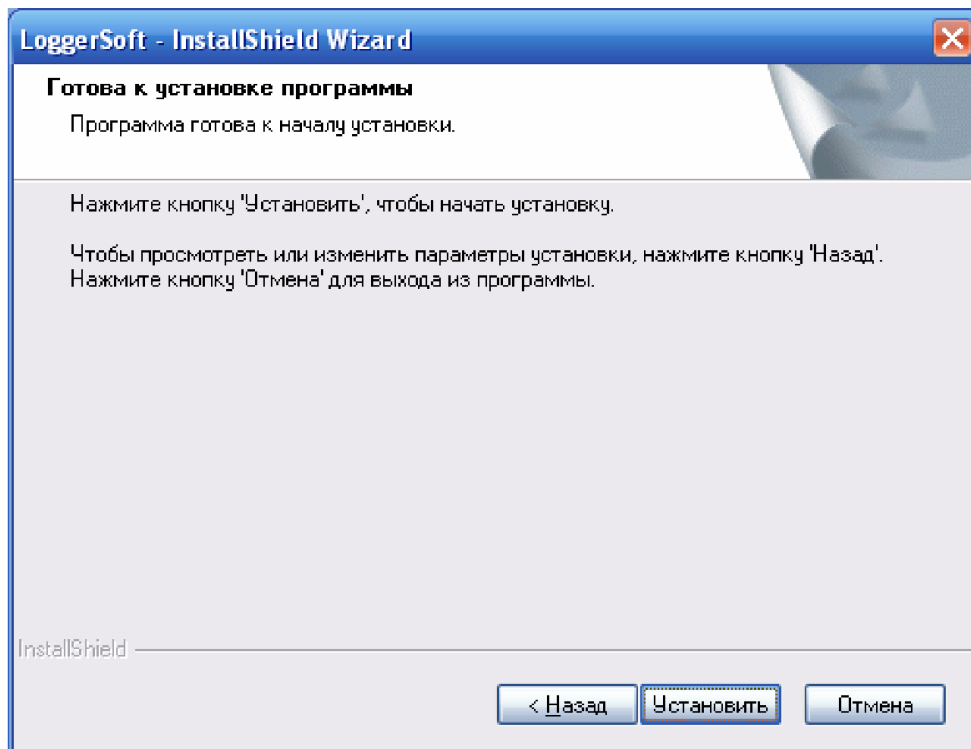 LoggerSoft - InstallShield Wizard
Готова к установке программы
Программа готова к началу установки.
Нажмите кнопку 'Установить', чтобы начать установку.
Чтобы просмотреть или изменить параметры установки, нажмите кнопку 'Назад'.
Нажмите кнопку 'Отмена' для выхода из программы.
InstallShield
< Назад Установить Отмена